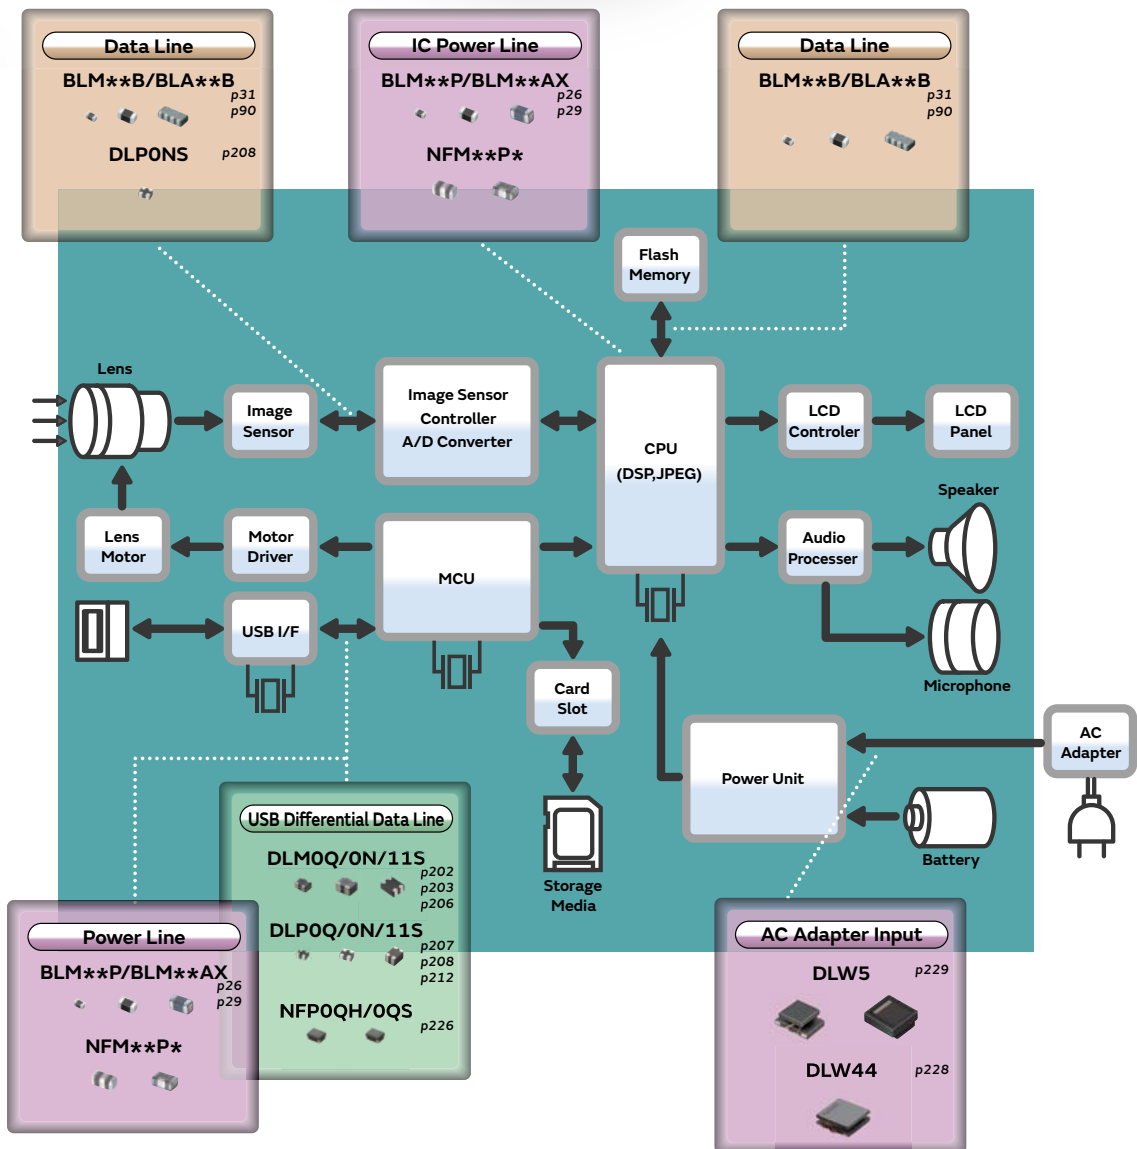 Data Line
BLM**B/BLA**B
p31
p90
DLP0NS
p208
IC Power Line
BLM**P/BLM**AX
p26
p29
NFM**P*
Data Line
BLM**B/BLA**B
p31
p90
Flash
Memory
Lens
Image
Sensor
Image Sensor
Controller
A/D Converter
CPU
(DSP,JPEG)
LCD
Controler
LCD
Panel
Lens
Motor
Motor
Driver
MCU
Audio
Processer
Speaker
USB I/F
Microphone
Card
Slot
Power Unit
AC
Adapter
Battery
Storage
Media
USB Differential Data Line
DLM0Q/0N/11S
p202
p203
p206
DLP0Q/0N/11S
p207
p208
p212
NFP0QH/0QS
p226
Power Line
BLM**P/BLM**AX
p26
p29
NFM**P*
AC Adapter Input
DLW5
p229
DLW44
p228